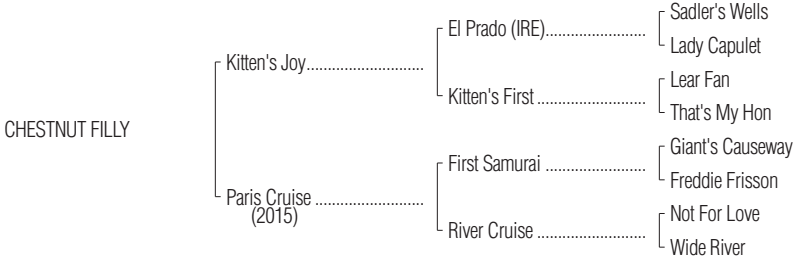 Sadler's Wells
El Prado (IRE)........................
Lady Capulet
Kitten's Joy............................
Lear Fan
Kitten's First ..........................
That's My Hon
CHESTNUT FILLY
Giant's Causeway
First Samurai ........................
Freddie Frisson
Paris Cruise ..........................
(2015)
Not For Love
River Cruise ..........................
Wide River